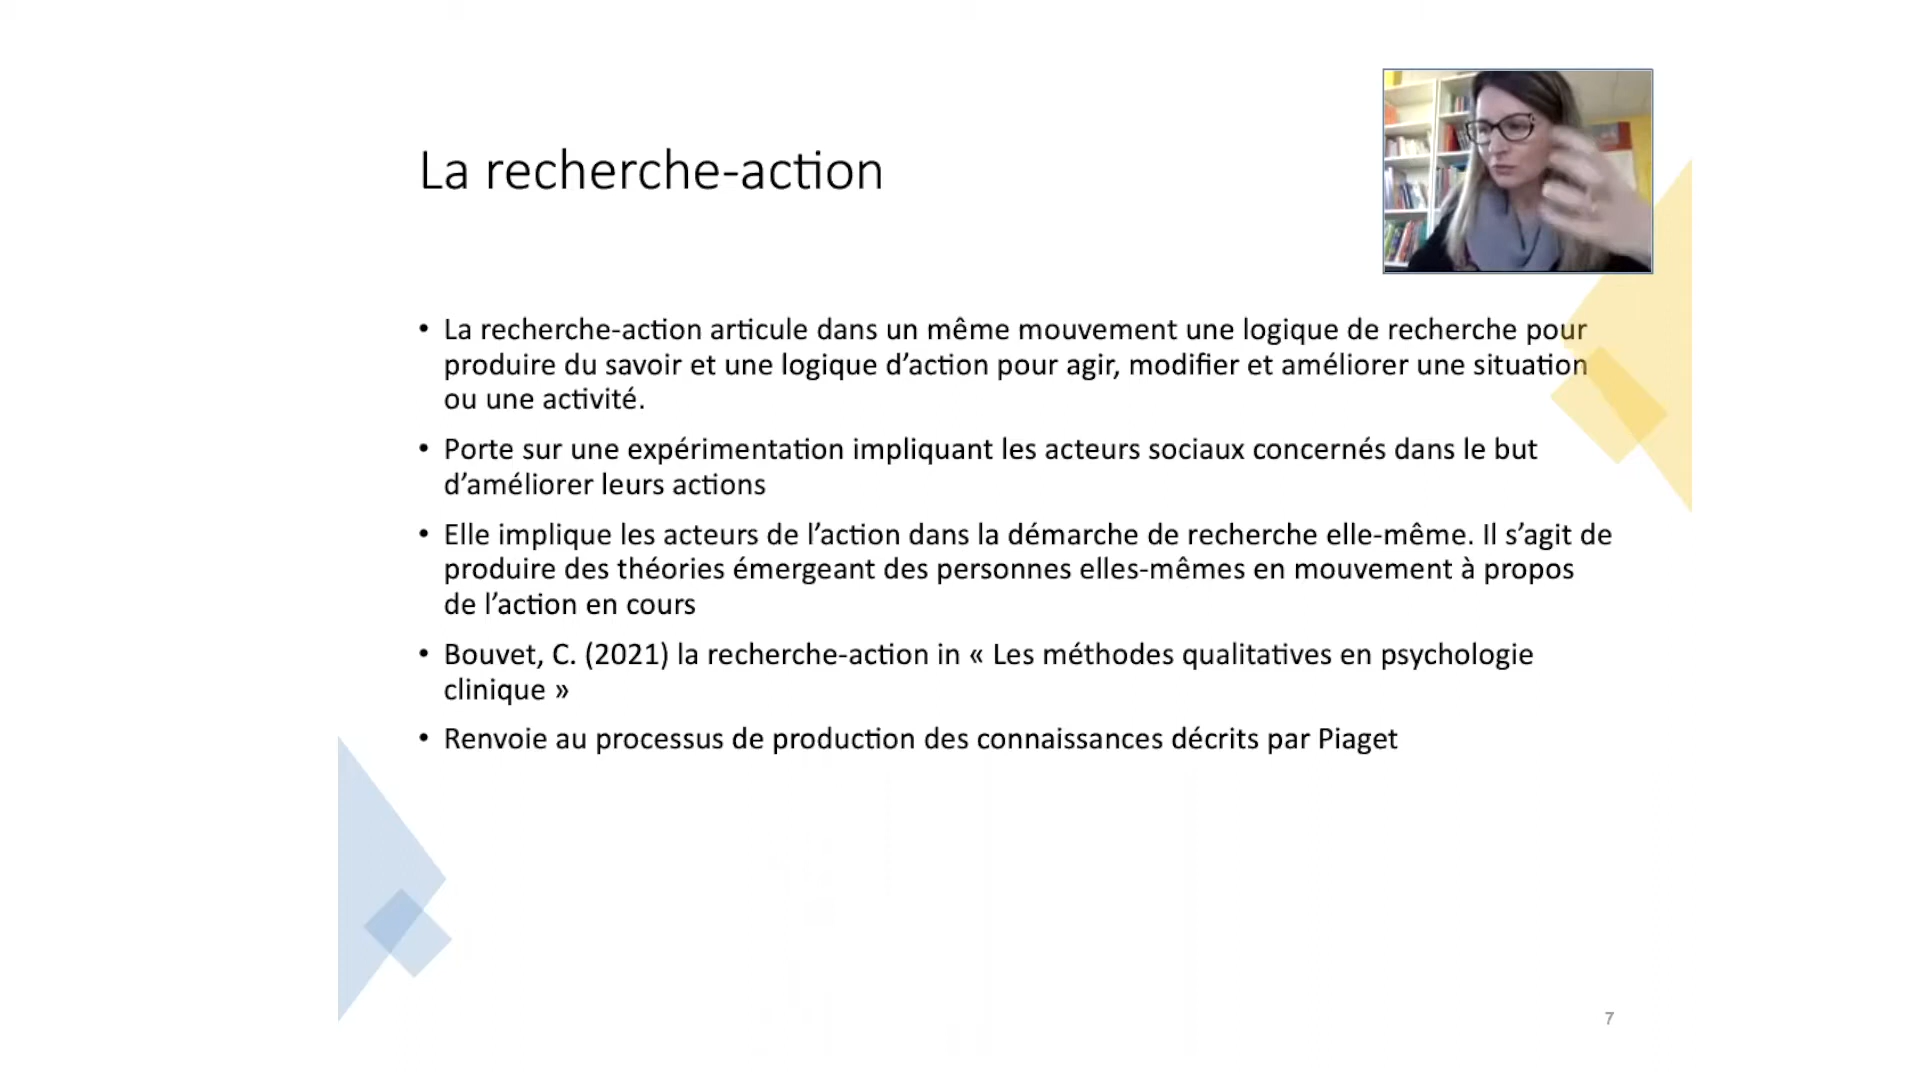 La recherche-action
• La recherche-action articule dans un même mouvement une logique de recherche pour
produire du savoir et une logique d’action pour agir, modifier et améliorer une situation
ou une activité.
• Porte sur une expérimentation impliquant les acteurs sociaux concernés dans le but
d’améliorer leurs actions
• Elle implique les acteurs de l’action dans la démarche de recherche elle-même. Il s’agit de
produire des théories émergeant des personnes elles-mêmes en mouvement à propos
de l’action en cours
• Bouvet, C. (2021) la recherche-action in « Les méthodes qualitatives en psychologie
clinique »
• Renvoie au processus de production des connaissances décrits par Piaget
7